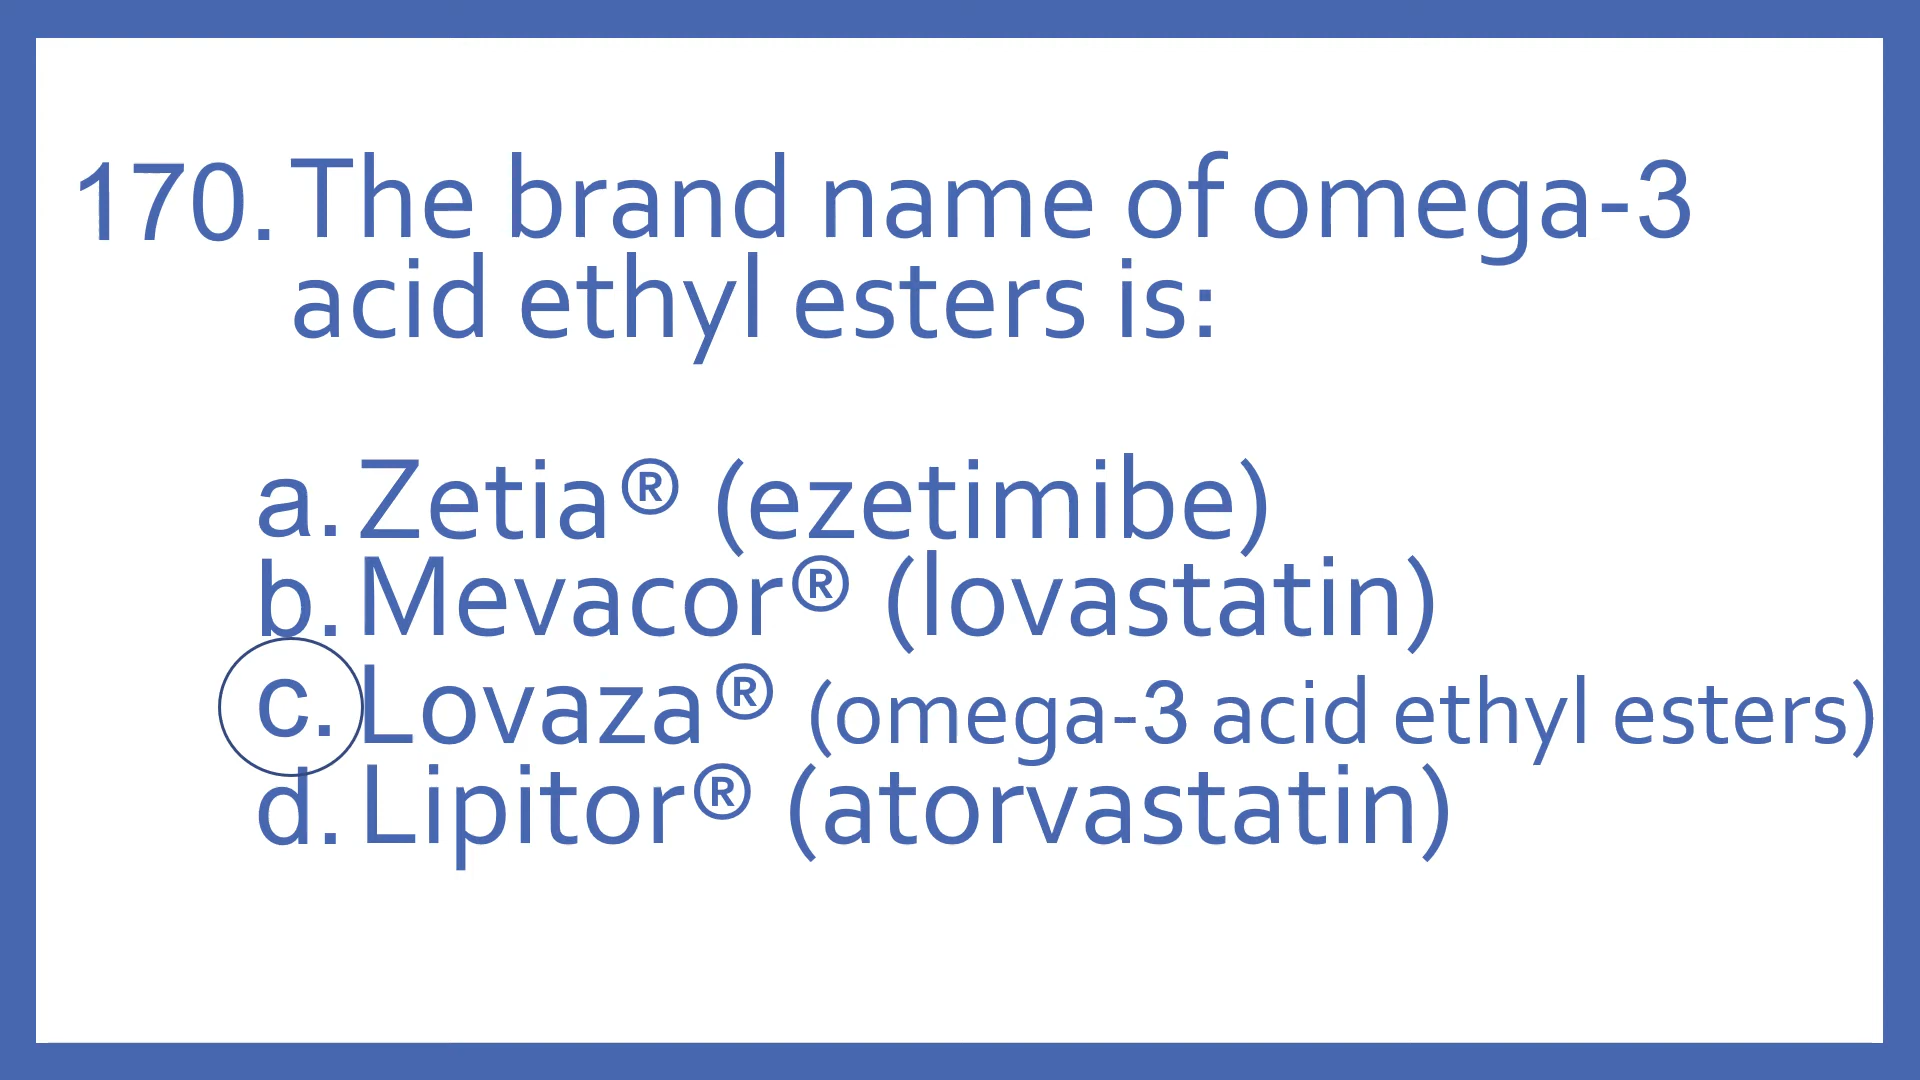 170. The brand name of omega-3
acid ethyl esters is:
a. Zetia® (ezetimibe)
b. Mevacor® (lovastatin)
c. Lovaza® (omega-3 acid ethyl esters)
d. Lipitor® (atorvastatin)